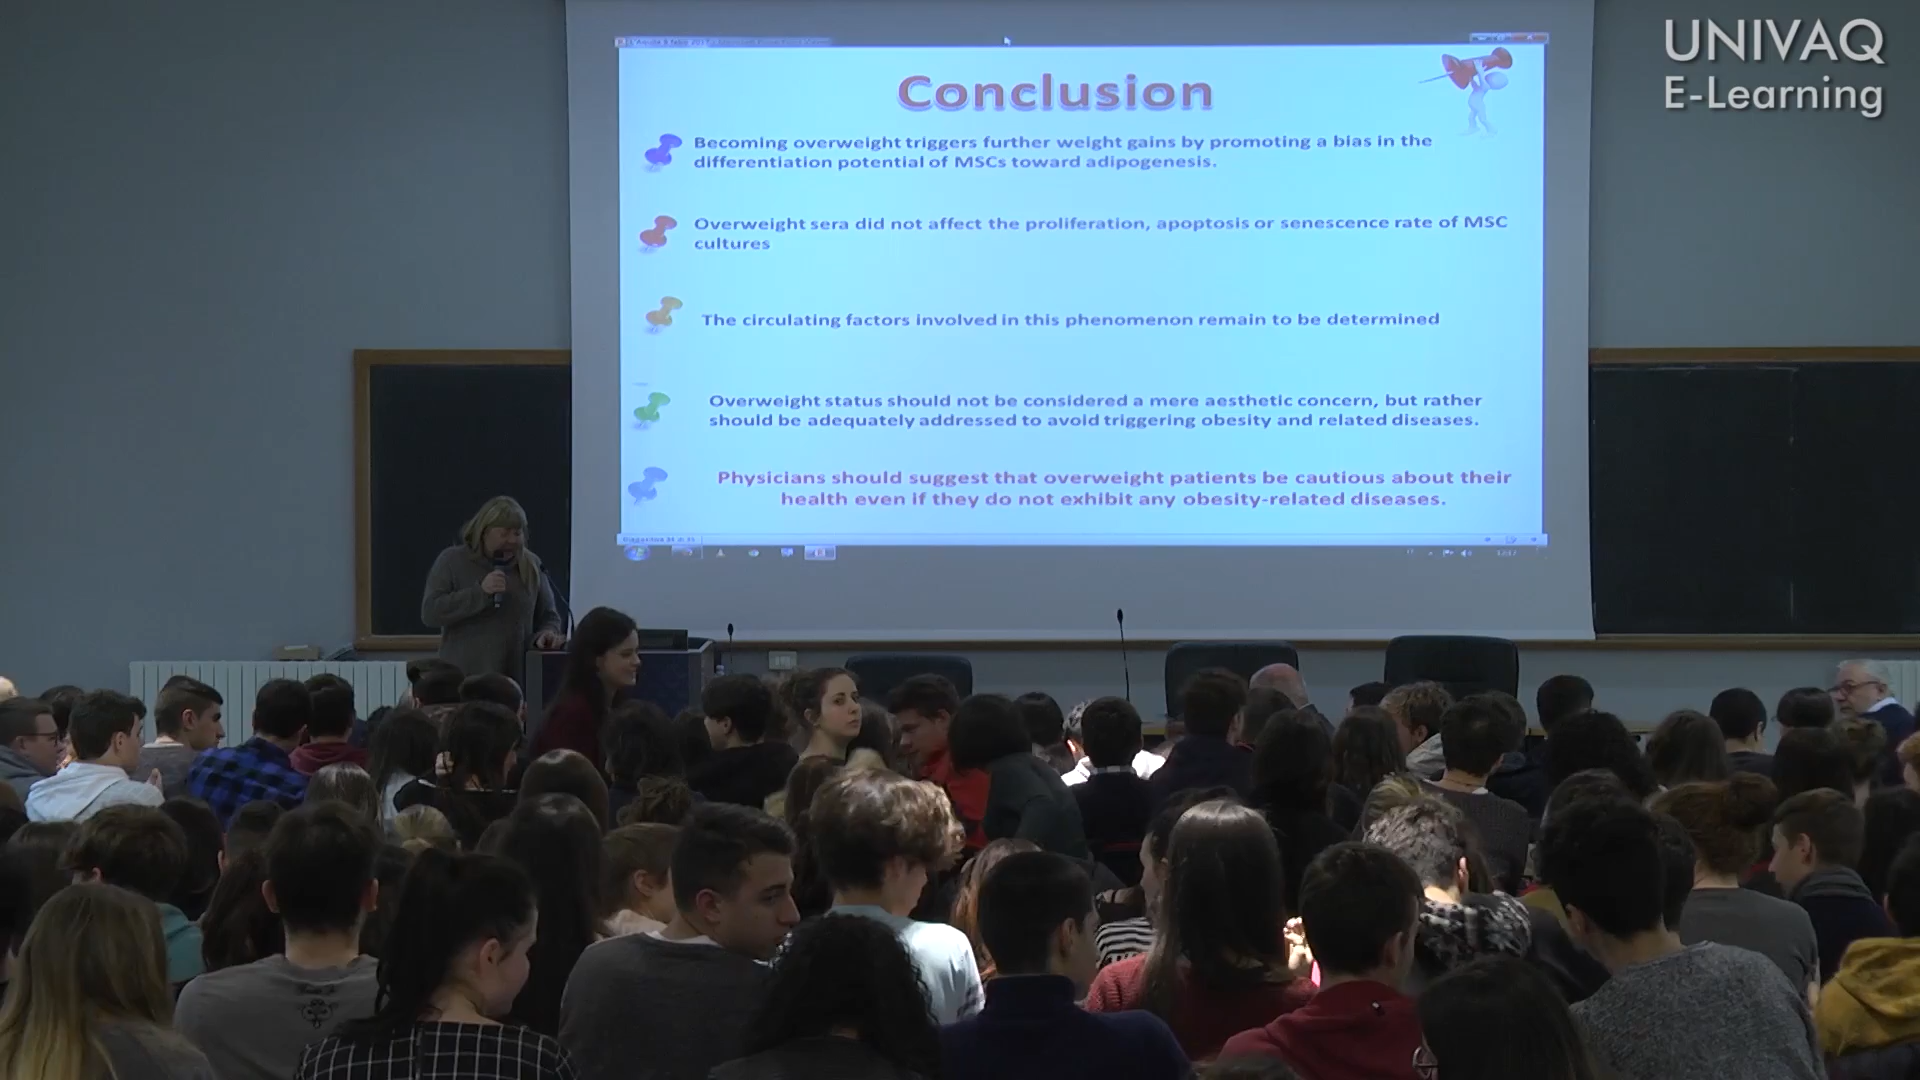 UNIVAQ
E-Learning
Conclusion
Becoming overweight triggers further weight gains by promoting a bias in the
differentiation potential of MSCs toward adipogenesis.
Overweight sera did not affect the proliferation, apoptosis or senescence rate of MSC
cultures
The circulating factors involved in this phenomenon remain to be determined
Overweight status should not be considered a mere aesthetic concern, but rather
should be adequately addressed to avoid triggering obesity and related diseases.
Physicians should suggest that overweight patients be cautious about their
health even if they do not exhibit any obesity-related diseases.